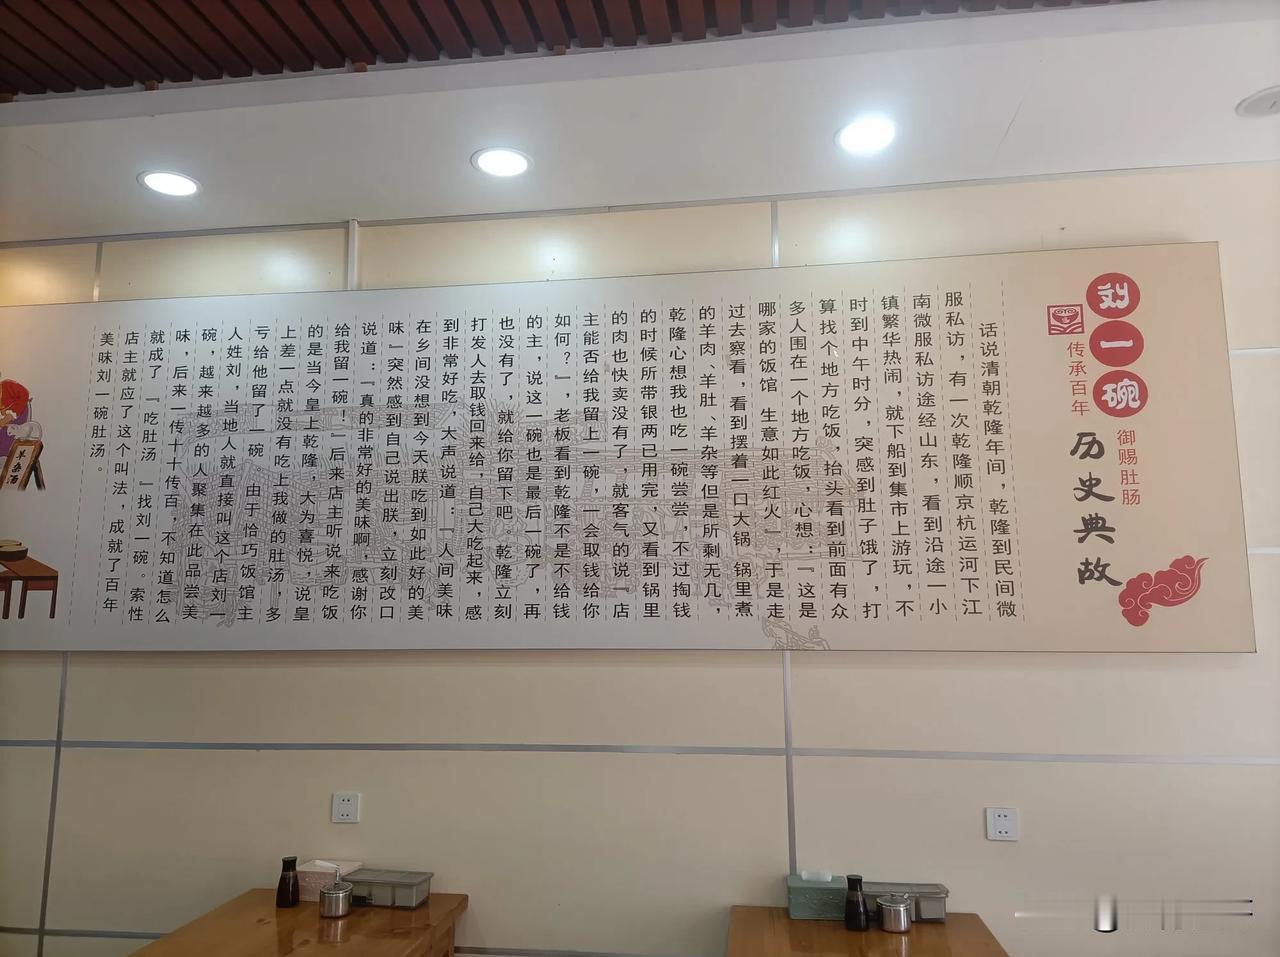 刘一碗
传承百年
御赐肚肠
历史典故
话说清朝乾隆年间，乾隆到民间微
服私访，有一次乾隆顺京杭运河下江
南微服私访途经山东，看到沿途一小
镇繁华热闹，就下船到集市上游玩，不
时到中午时分，突感到肚子饿了，打
算找个地方吃饭，抬头看到前面有众
多人围在一个地方吃饭，心想：『这是
哪家的饭馆 生意如此红火』，于是走
过去察看，看到摆着一口大锅 锅里煮
的羊肉、羊肚、羊杂等但是所剩无几，
乾隆心想我也吃一碗尝尝 不过掏钱
的时候所带银两已用完，又看到锅里
的肉也快卖没有了，就客气的说『店
主能否给我留上一碗，一会取钱给你
如何？』，老板看到乾隆不是不给钱
的主，说这一碗也是最后一碗了，再
也没有了，就给你留下吧。乾隆立刻
打发人去取钱回来给，自己大吃起来，感
到非常好吃，大声说道：『人间美味
在乡间没想到今天朕吃到如此好的美
味』突然感到自己说出朕，立刻改口
说道：『真的非常好的美味啊，感谢你
给我留一碗！』后来店主听说来吃饭
的是当今皇上乾隆，大为喜悦，说皇
上差一点就没有吃上我做的肚汤，多
亏给他留了一碗 由于恰巧饭馆主
人姓刘，当地人就直接叫这个店刘一
碗，越来越多的人聚集在此品尝美
味，后来一传十十传百，不知道怎么
就成了『吃肚汤 』找刘一碗。索性
店主就应了这个叫法，成就了百年
美味刘一碗肚汤。